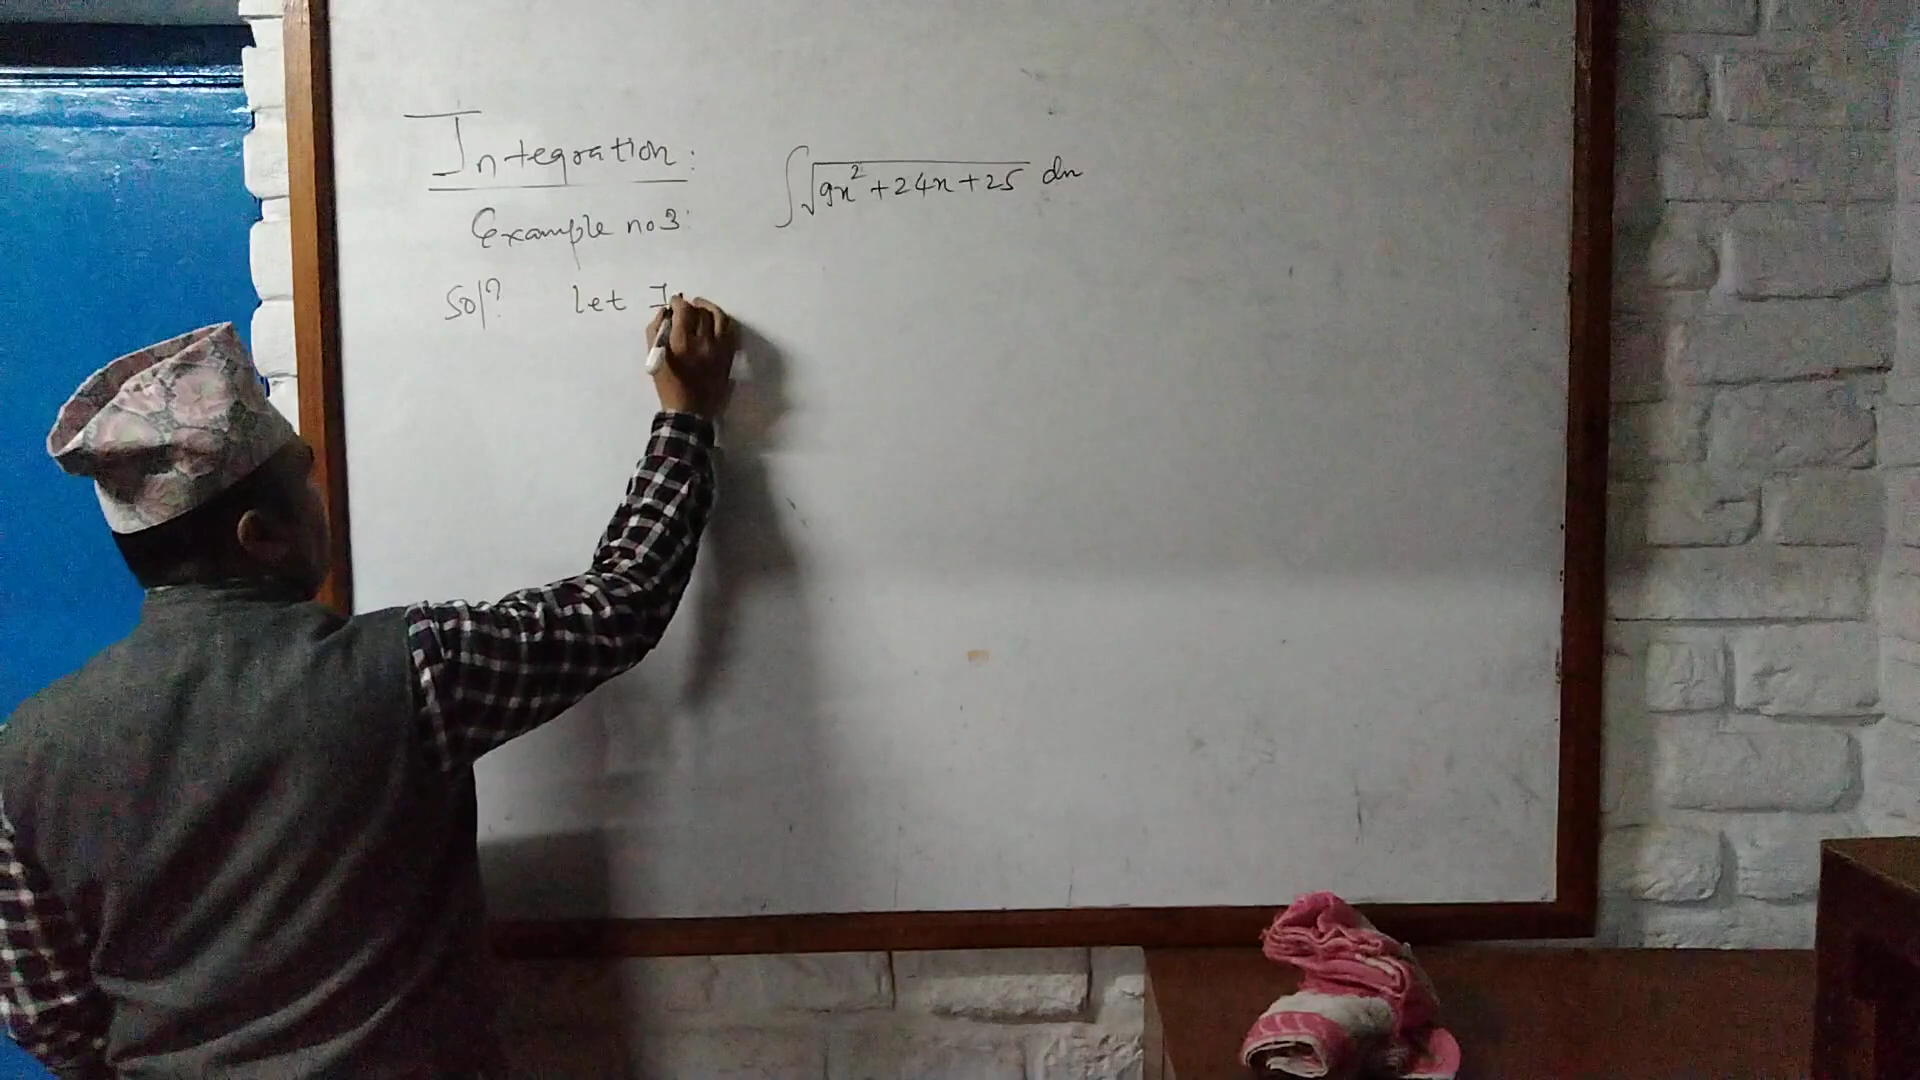 Integration:
Example no 3:
∫√9x²+24x+25 dx
Sol? let I